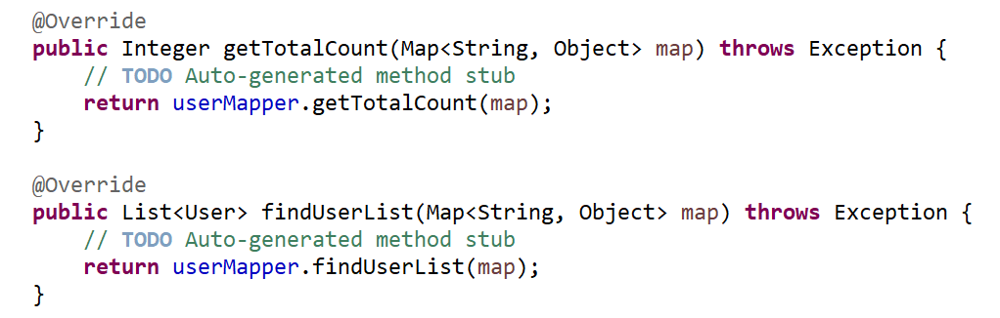 @Override
public Integer getTotalCount(Map<String, Object> map) throws Exception {
    // TODO Auto-generated method stub
    return userMapper.getTotalCount(map);
}

@Override
public List<User> findUserList(Map<String, Object> map) throws Exception {
    // TODO Auto-generated method stub
    return userMapper.findUserList(map);
}